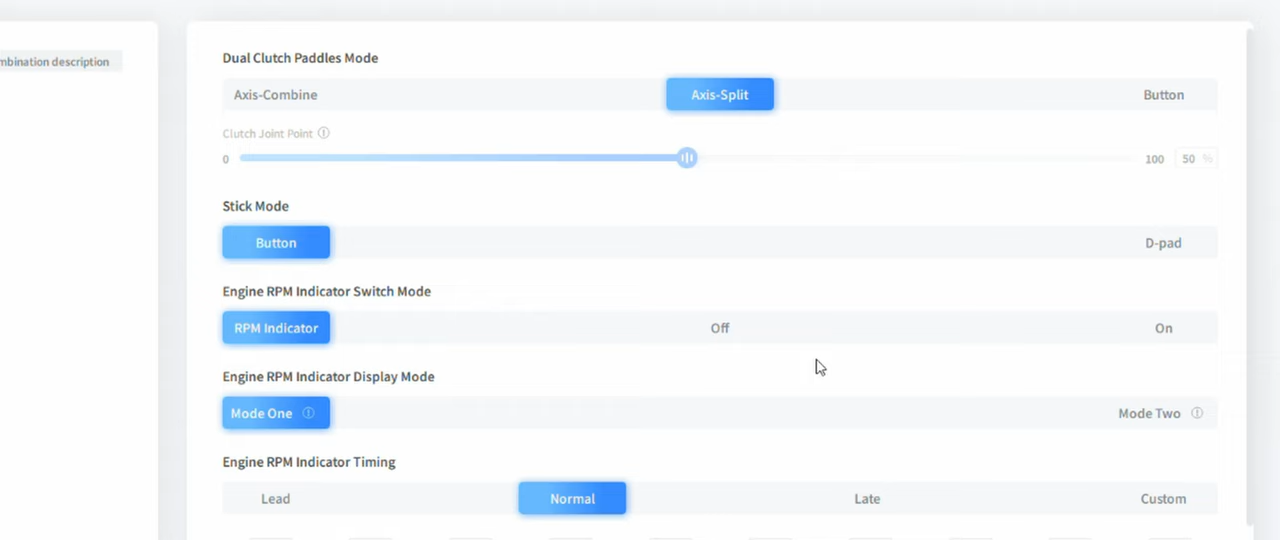 mbination description
Dual Clutch Paddles Mode
Axis-Combine Axis-Split Button
Clutch Joint Point
0 100 50 %
Stick Mode
Button D-pad
Engine RPM Indicator Switch Mode
RPM Indicator Off On
Engine RPM Indicator Display Mode
Mode One Mode Two
Engine RPM Indicator Timing
Lead Normal Late Custom